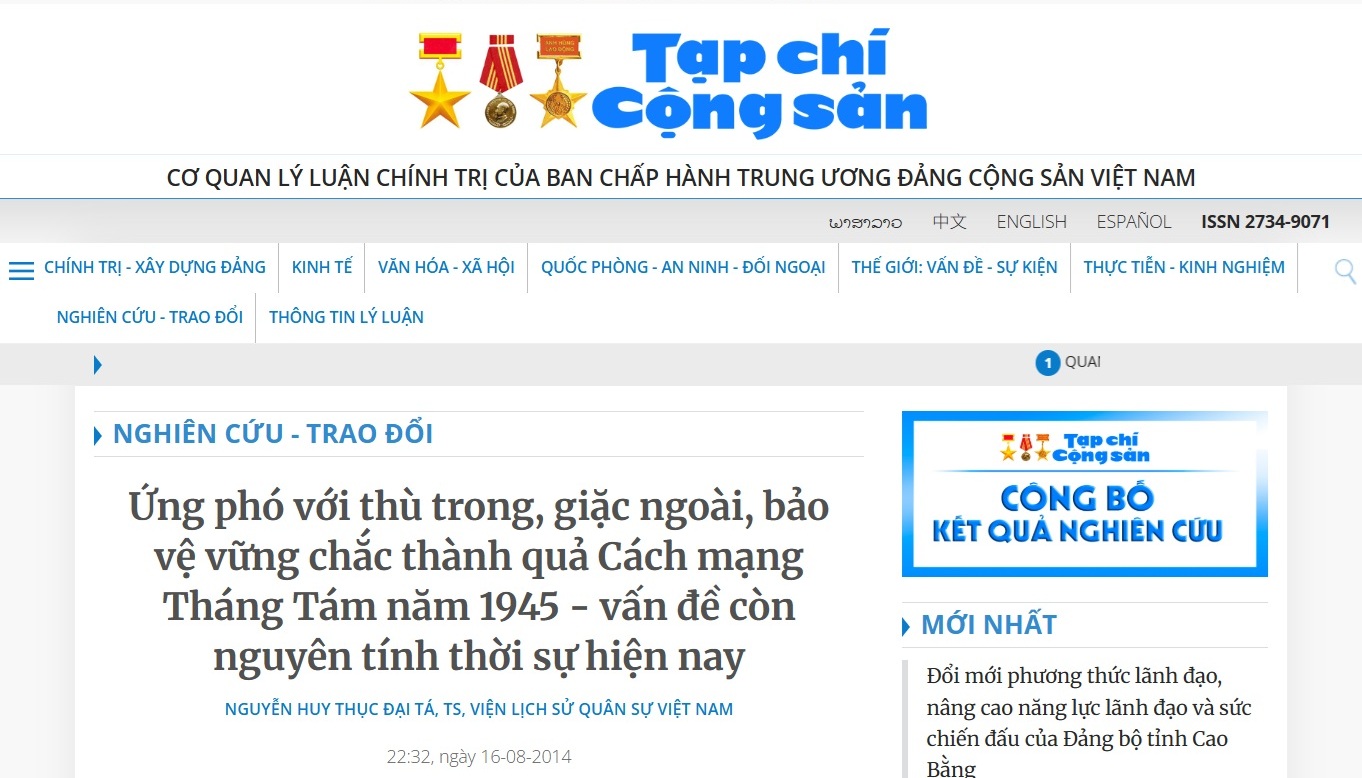 Tạp chí
Cộng sản
CƠ QUAN LÝ LUẬN CHÍNH TRỊ CỦA BAN CHẤP HÀNH TRUNG ƯƠNG ĐẢNG CỘNG SẢN VIỆT NAM
ພາສາລາວ 中文 ENGLISH ESPAÑOL ISSN 2734-9071
CHÍNH TRỊ - XÂY DỰNG ĐẢNG KINH TẾ VĂN HÓA - XÃ HỘI QUỐC PHÒNG - AN NINH - ĐỐI NGOẠI THẾ GIỚI: VẤN ĐỀ - SỰ KIỆN THỰC TIỄN - KINH NGHIỆM
NGHIÊN CỨU - TRAO ĐỔI THÔNG TIN LÝ LUẬN
1
NGHIÊN CỨU - TRAO ĐỔI
Ứng phó với thù trong, giặc ngoài, bảo
vệ vững chắc thành quả Cách mạng
Tháng Tám năm 1945 - vấn đề còn
nguyên tính thời sự hiện nay
NGUYỄN HUY THỤC ĐẠI TÁ, TS, VIỆN LỊCH SỬ QUÂN SỰ VIỆT NAM
22:32, ngày 16-08-2014
Tạp chí
Cộng sản
CÔNG BỐ
KẾT QUẢ NGHIÊN CỨU
MỚI NHẤT
Đổi mới phương thức lãnh đạo,
nâng cao năng lực lãnh đạo và sức
chiến đấu của Đảng bộ tỉnh Cao
Bằng